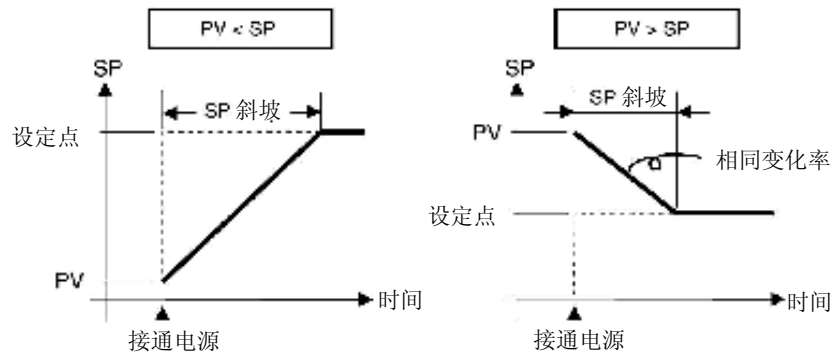 PV < SP
SP
SP 斜坡
设定点
PV
时间
接通电源
PV > SP
SP
SP 斜坡
PV
相同变化率
设定点
时间
接通电源